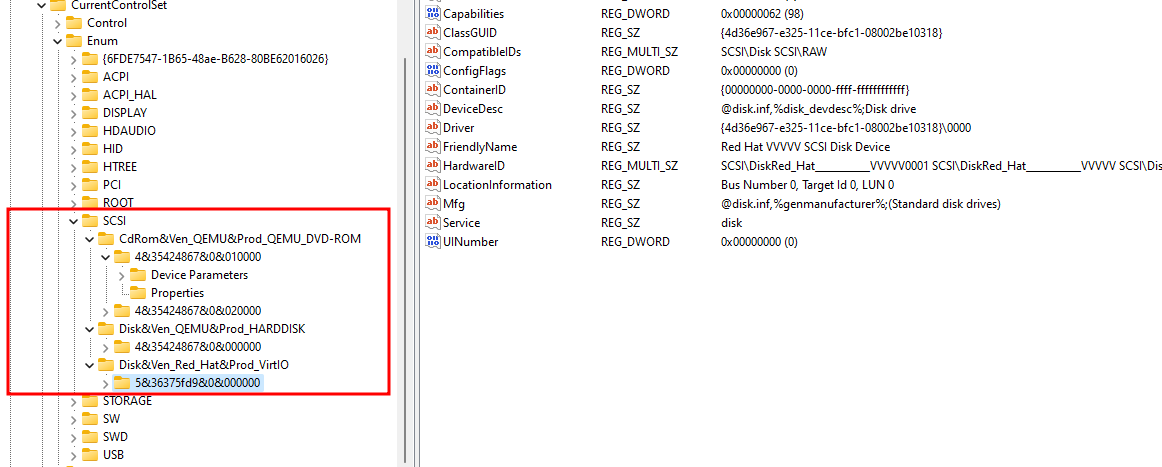 CurrentControlSet
Control
Enum
{6FDE7547-1B65-48ae-B628-80BE62016026}
ACPI
ACPI_HAL
DISPLAY
HDAUDIO
HID
HTREE
PCI
ROOT
SCSI
CdRom&Ven_QEMU&Prod_QEMU_DVD-ROM
4&35424867&0&010000
Device Parameters
Properties
4&35424867&0&020000
Disk&Ven_QEMU&Prod_HARDDISK
4&35424867&0&000000
Disk&Ven_Red_Hat&Prod_VirtIO
5&36375fd9&0&000000
STORAGE
SW
SWD
USB
Capabilities REG_DWORD 0x00000062 (98)
ClassGUID REG_SZ {4d36e967-e325-11ce-bfc1-08002be10318}
CompatibleIDs REG_MULTI_SZ SCSI\Disk SCSI\RAW
ConfigFlags REG_DWORD 0x00000000 (0)
ContainerID REG_SZ {00000000-0000-0000-ffff-ffffffffffff}
DeviceDesc REG_SZ @disk.inf,%disk_devdesc%;Disk drive
Driver REG_SZ {4d36e967-e325-11ce-bfc1-08002be10318}\0000
FriendlyName REG_SZ Red Hat VVVVV SCSI Disk Device
HardwareID REG_MULTI_SZ SCSI\DiskRed_Hat_________VVVVV0001 SCSI\DiskRed_Hat_________VVVVV SCSI\Dis
LocationInformation REG_SZ Bus Number 0, Target Id 0, LUN 0
Mfg REG_SZ @disk.inf,%genmanufacturer%;(Standard disk drives)
Service REG_SZ disk
UINumber REG_DWORD 0x00000000 (0)